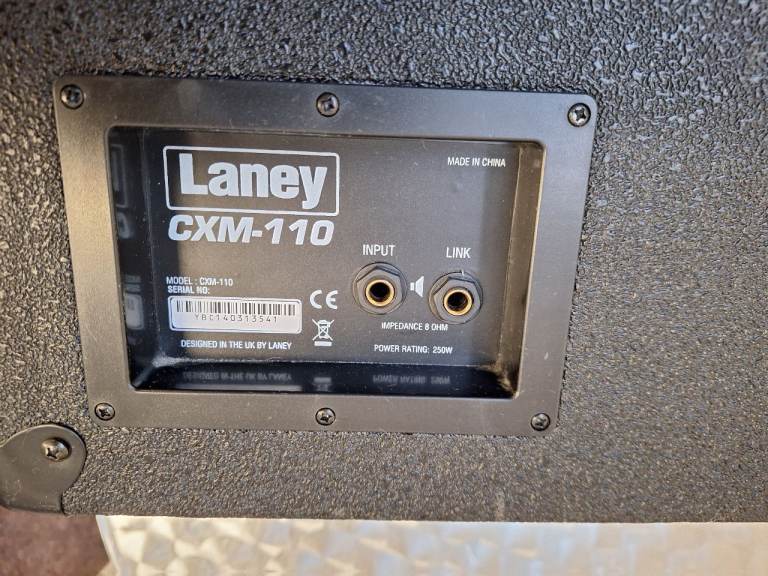 MADE IN CHINA
Laney
CXM-110
INPUT LINK
MODEL : CXM-110
SERIAL NO:
YBC140313541
CE
IMPEDANCE 8 OHM
DESIGNED IN THE UK BY LANEY
POWER RATING: 250W